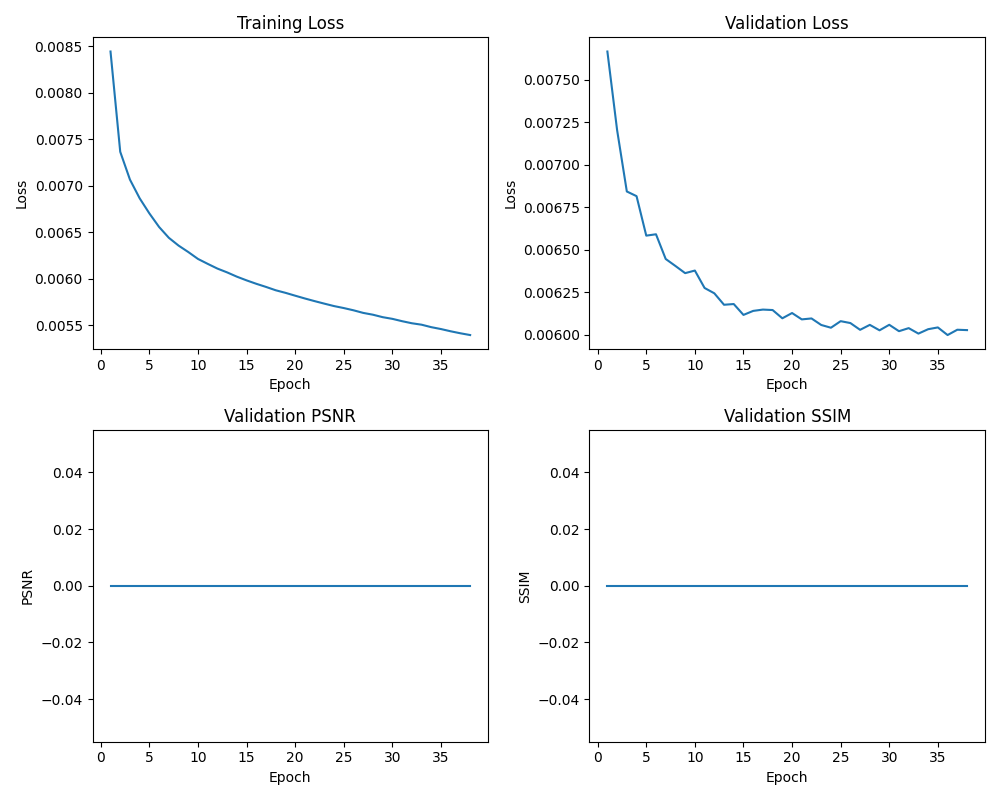 Training Loss
Validation Loss
0.0085
0.0080
0.0075
0.0070
0.0065
0.0060
0.0055
Loss
0 5 10 15 20 25 30 35
Epoch
0.00750
0.00725
0.00700
0.00675
0.00650
0.00625
0.00600
Loss
0 5 10 15 20 25 30 35
Epoch
Validation PSNR
Validation SSIM
0.04
0.02
0.00
−0.02
−0.04
PSNR
0 5 10 15 20 25 30 35
Epoch
0.04
0.02
0.00
−0.02
−0.04
SSIM
0 5 10 15 20 25 30 35
Epoch